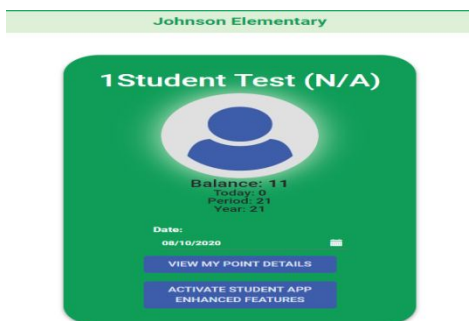 Johnson Elementary
1Student Test (N/A)
Balance: 11
Today: 0
Period: 21
Year: 21
Date:
08/10/2020
VIEW MY POINT DETAILS
ACTIVATE STUDENT APP
ENHANCED FEATURES